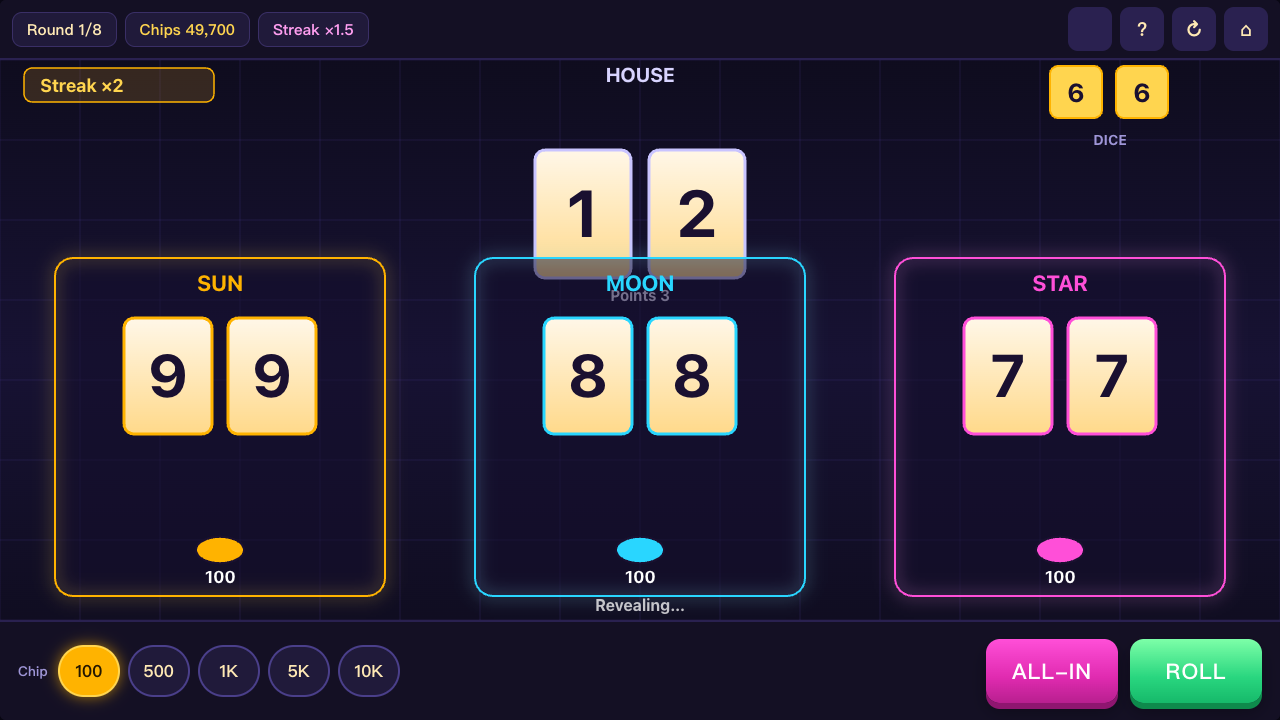 Round 1/8
Chips 49,700
Streak ×1.5
?
Streak ×2
HOUSE
6 6
DICE
1 2
SUN
MOON
STAR
Points 3
9 9
8 8
7 7
100
100
100
Revealing...
Chip
100
500
1K
5K
10K
ALL-IN
ROLL